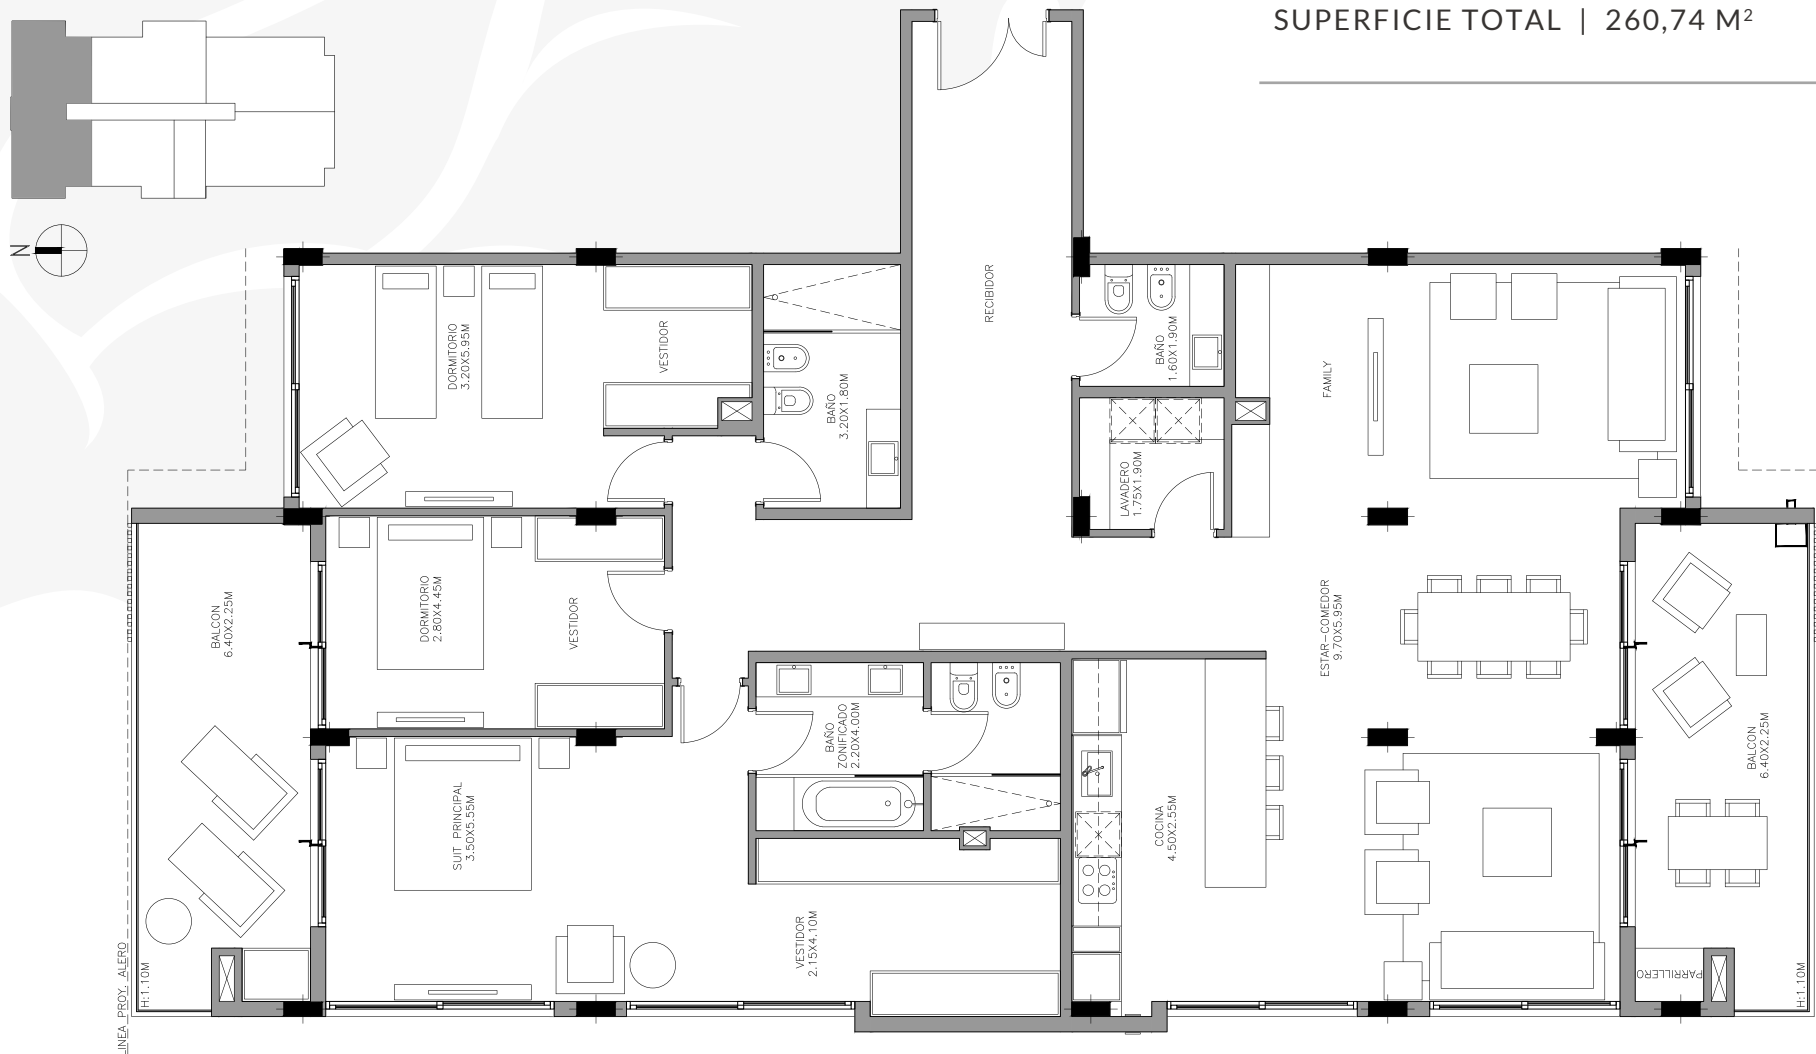 SUPERFICIE TOTAL | 260,74 M²
N
RECIBIDOR
DORMITORIO
3.20X5.95M
VESTIDOR
BAÑO
3.20X1.80M
BAÑO
1.60X1.90M
FAMILY
LAVADERO
1.75X1.90M
BALCON
6.40X2.25M
DORMITORIO
2.80X4.45M
VESTIDOR
ESTAR-COMEDOR
9.70X5.95M
BAÑO
ZONIFICADO
2.20X4.00M
BALCON
6.40X2.25M
SUIT PRINCIPAL
3.50X5.55M
COCINA
4.50X2.55M
VESTIDOR
2.15X4.10M
PARRILLERO
H:1.10M
H:1.10M
LINEA PROY. ALERO